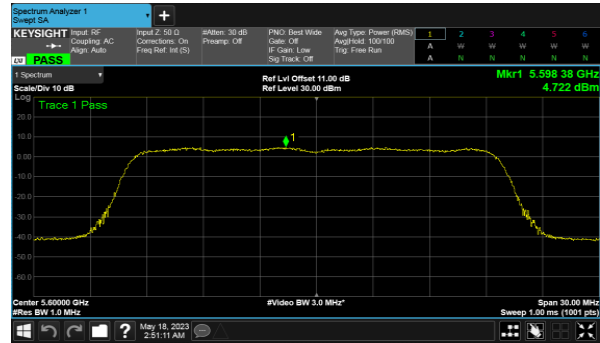 Spectrum Analyzer 1
Swept SA
+
KEYSIGHT Input: RF Input Z: 50 Ω #Atten: 30 dB PNO: Best Wide Avg Type: Power (RMS) 1 2 3 4 5 6
Coupling: AC Corrections: On Preamp: Off Gate: Off Avg|Hold: 100/100 A W W W W W
Align: Auto Freq Ref: Int (S) IF Gain: Low Trig: Free Run
LXI PASS Sig Track: Off A N N N N N
1 Spectrum Ref Lvl Offset 11.00 dB Mkr1 5.598 38 GHz
Scale/Div 10 dB Ref Level 30.00 dBm 4.722 dBm
Log
Trace 1 Pass
20.0
10.0
1
0.00
-10.0
-20.0
-30.0
-40.0
-50.0
-60.0
Center 5.60000 GHz #Video BW 3.0 MHz* Span 30.00 MHz
#Res BW 1.0 MHz Sweep 1.00 ms (1001 pts)
? May 18, 2023
2:51:11 AM